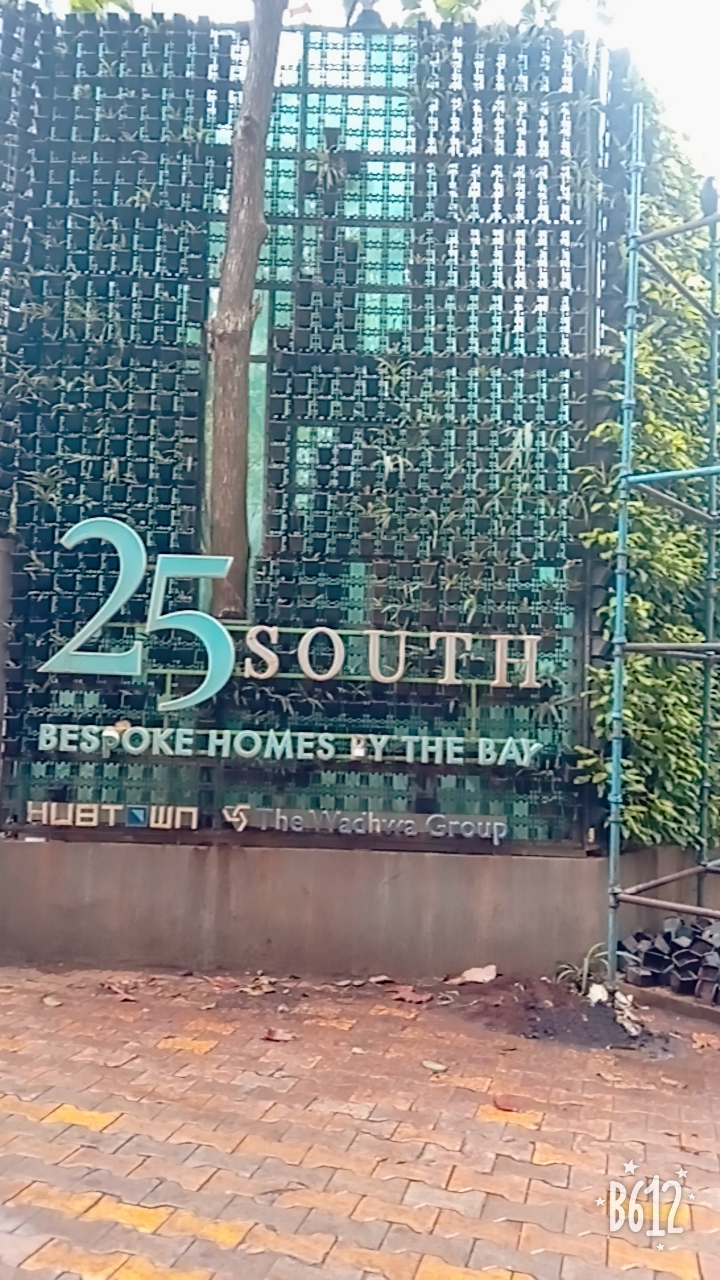 25 SOUTH
BESPOKE HOMES BY THE BAY
HUBTOWN The Wadhwa Group
B612